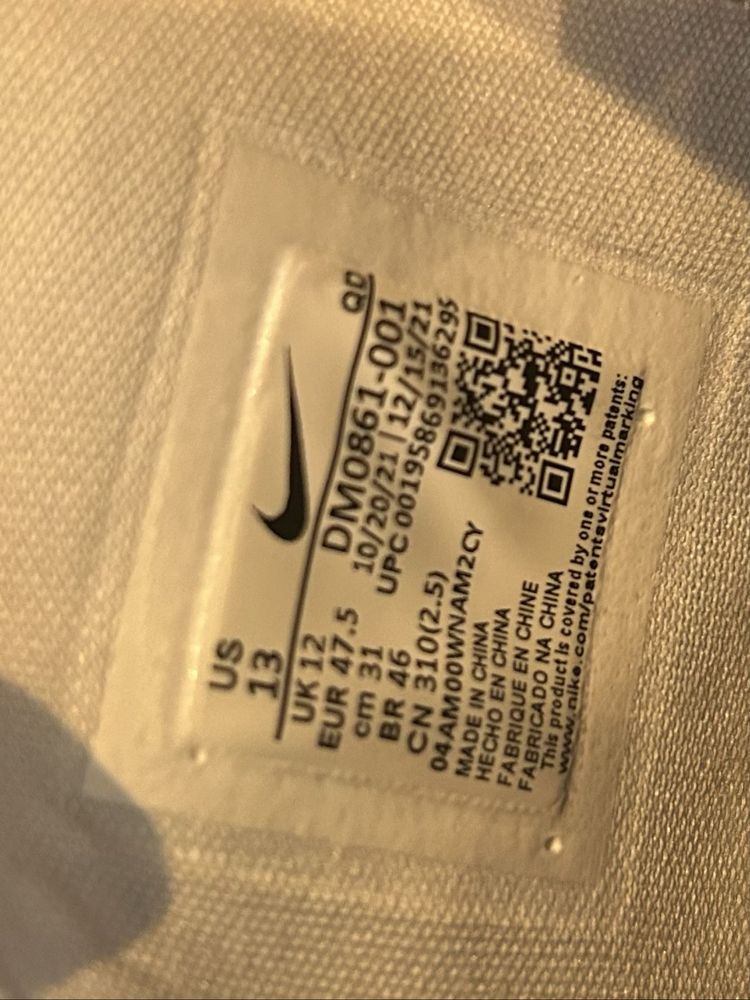 US
13
QD
UK 12
EUR 47.5
cm 31
BR 46
CN 310(2.5)
04AM00WNAM2CY
DM0861-001
10/20/21 | 12/15/21
UPC 00195869136295
MADE IN CHINA
HECHO EN CHINA
FABRIQUE EN CHINE
FABRICADO NA CHINA
This product is covered by one or more patents:
www.nike.com/patentsvirtualmarking